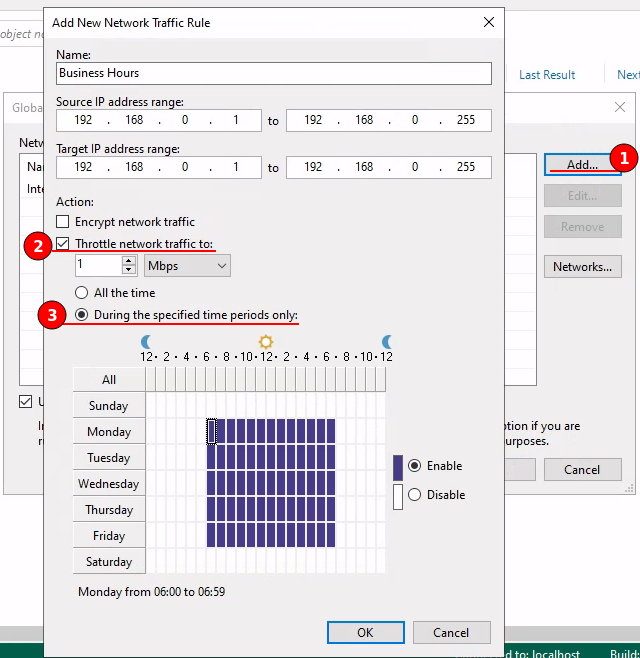 Add New Network Traffic Rule
object n
Name:
Business Hours
Last Result
Next
Global
Source IP address range:
192 . 168 . 0 . 1 to 192 . 168 . 0 . 255
Target IP address range:
192 . 168 . 0 . 1 to 192 . 168 . 0 . 255
Netw
Na
Inte
Add...
1
Edit...
Remove
Networks...
Action:
Encrypt network traffic
2
Throttle network traffic to:
1 Mbps
All the time
3
During the specified time periods only:
12 · 2 · 4 · 6 · 8 · 10 · 12 · 2 · 4 · 6 · 8 · 10 · 12
All
Sunday
Monday
Tuesday
Wednesday
Thursday
Friday
Saturday
Enable
Disable
U
In
ru
ption if you are
urposes.
Cancel
Monday from 06:00 to 06:59
OK
Cancel
ted to: localhost
Build: